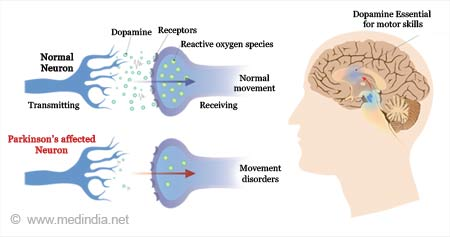 Dopamine
Receptors
Reactive oxygen species
Normal
Neuron
Normal
movement
Transmitting
Receiving
Parkinson's affected
Neuron
Movement
disorders
Dopamine Essential
for motor skills
© www.medindia.net